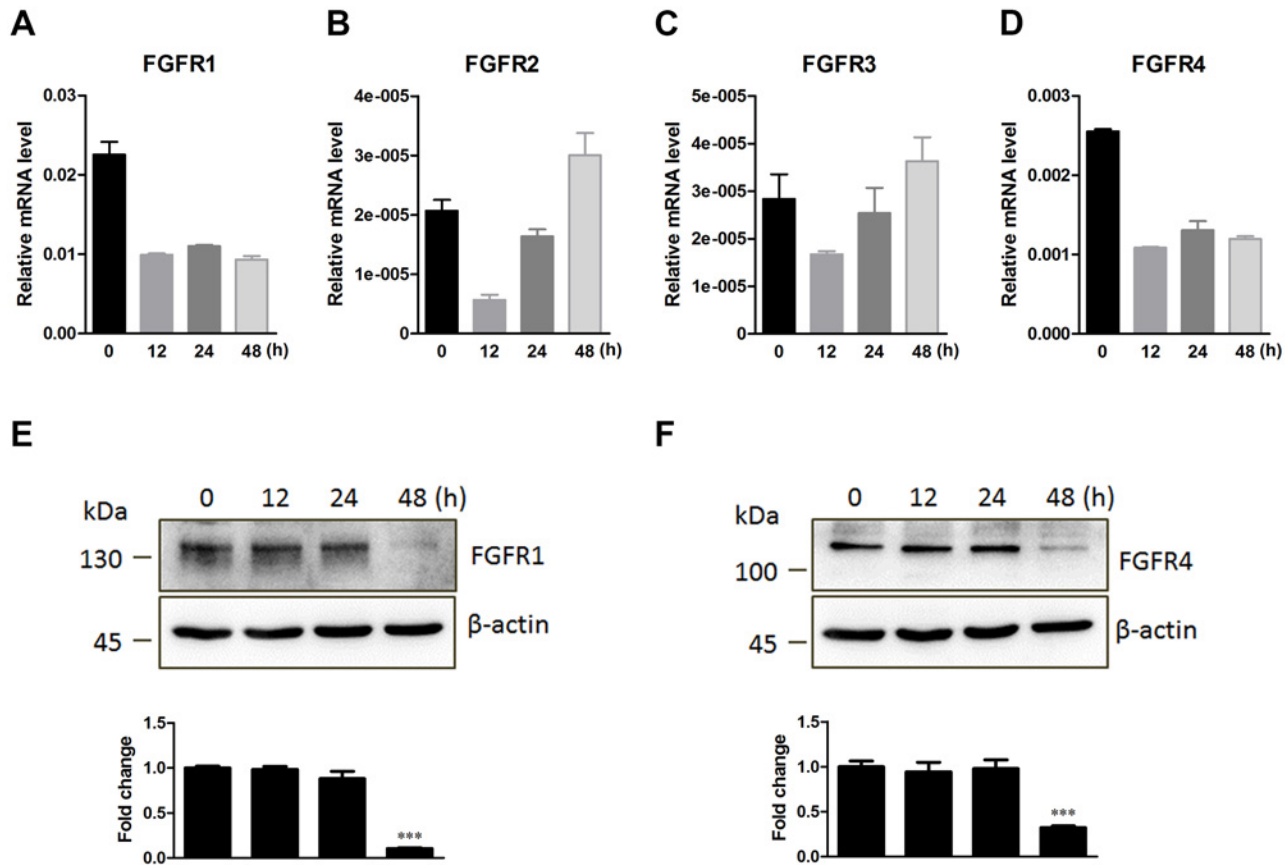 A
B
C
D
FGFR1
FGFR2
FGFR3
FGFR4
Relative mRNA level
0.03
0.02
0.01
0.00
0 12 24 48 (h)
Relative mRNA level
4e-005
3e-005
2e-005
1e-005
0
0 12 24 48 (h)
Relative mRNA level
5e-005
4e-005
3e-005
2e-005
1e-005
0
0 12 24 48 (h)
Relative mRNA level
0.003
0.002
0.001
0.000
0 12 24 48 (h)
E
0 12 24 48 (h)
kDa
130
FGFR1
45
β-actin
Fold change
1.5
1.0
0.5
0.0
***
F
0 12 24 48 (h)
kDa
100
FGFR4
45
β-actin
Fold change
1.5
1.0
0.5
0.0
***